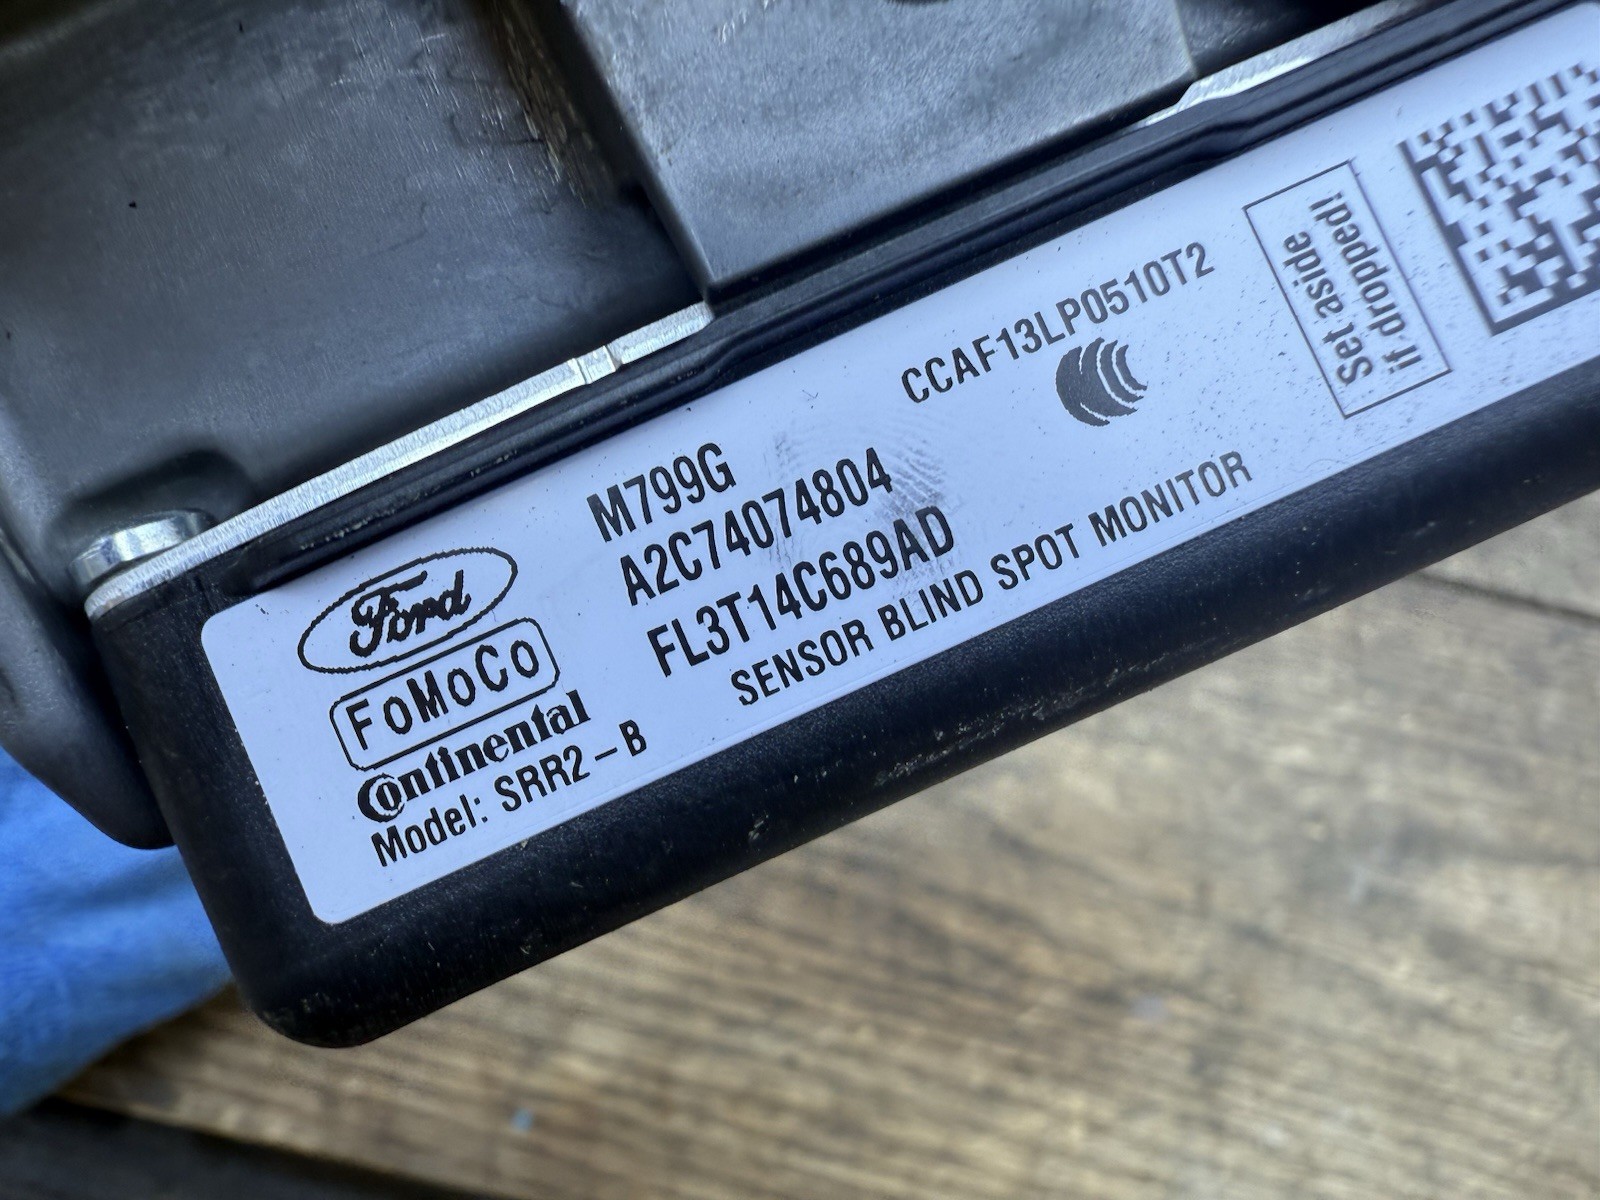 Ford
FoMoCo
Continental
Model: SRR2-B
M799G
A2C74074804
FL3T14C689AD
SENSOR BLIND SPOT MONITOR
CCAF13LP0510T2
Set aside
if dropped!